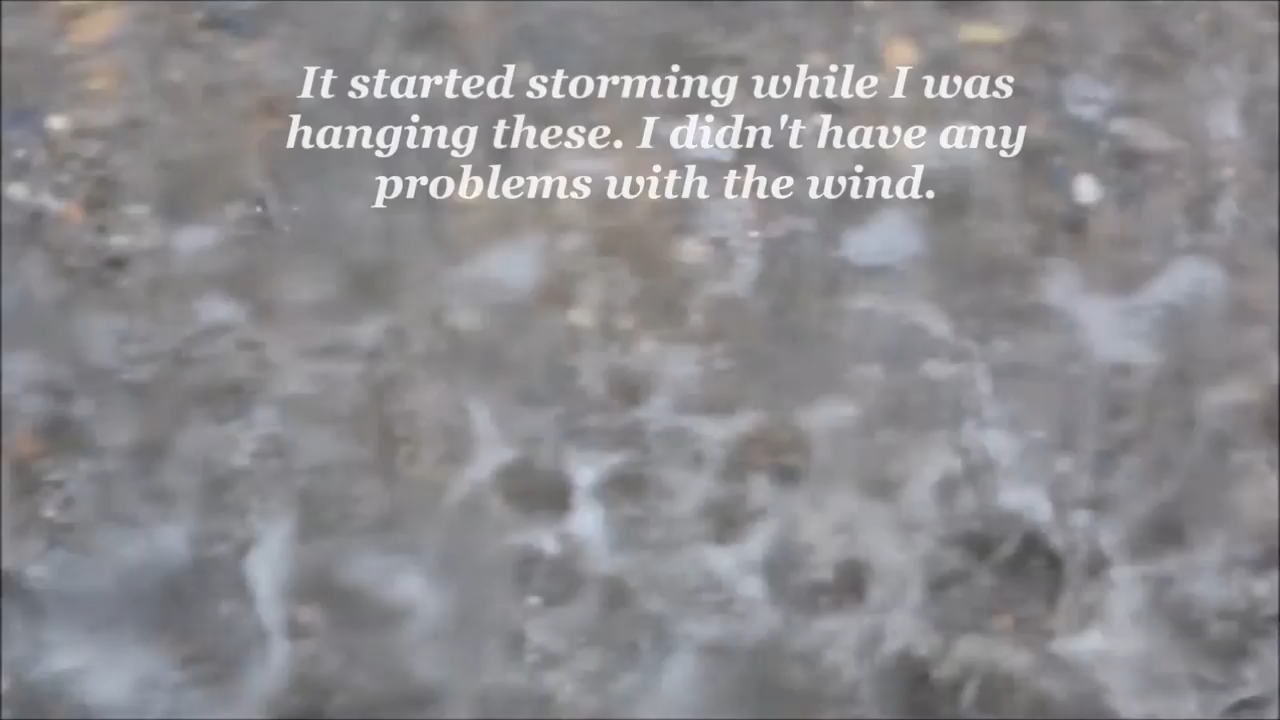 It started storming while I was
hanging these. I didn't have any
problems with the wind.